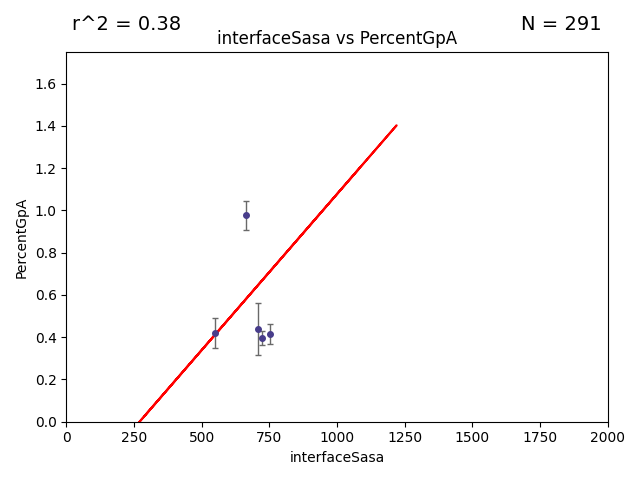 r^2 = 0.38
N = 291
interfaceSasa vs PercentGpA
PercentGpA
1.6
1.4
1.2
1.0
0.8
0.6
0.4
0.2
0.0
0 250 500 750 1000 1250 1500 1750 2000
interfaceSasa